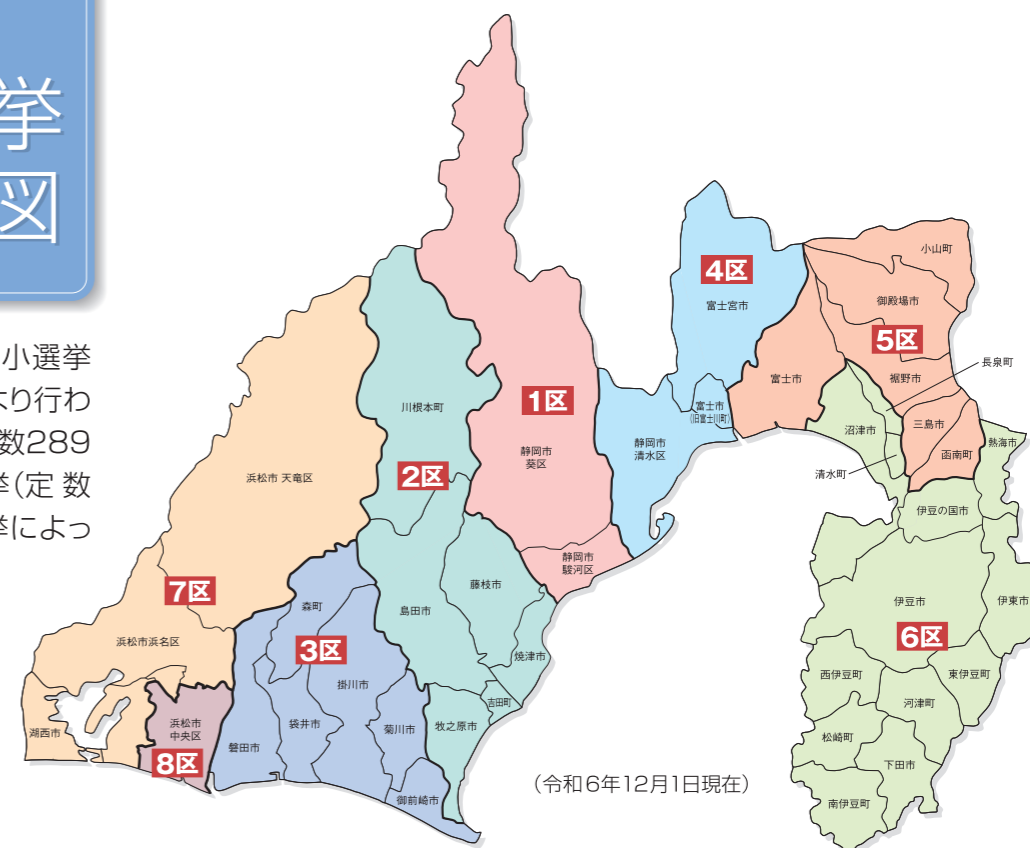 挙
図
小選挙
より行わ
数289
挙(定 数
挙によっ
4区
富士宮市
小山町
御殿場市
5区
長泉町
裾野市
富士市
富士市
(旧富士川町)
三島市
函南町
沼津市
清水町
熱海市
伊豆の国市
1区
静岡市
葵区
静岡市
清水区
静岡市
駿河区
川根本町
2区
浜松市 天竜区
藤枝市
島田市
焼津市
吉田町
牧之原市
7区
浜松市浜名区
湖西市
森町
3区
掛川市
袋井市
菊川市
磐田市
御前崎市
浜松市
中央区
8区
伊豆市
伊東市
6区
西伊豆町
東伊豆町
河津町
松崎町
下田市
南伊豆町
(令和6年12月1日現在)